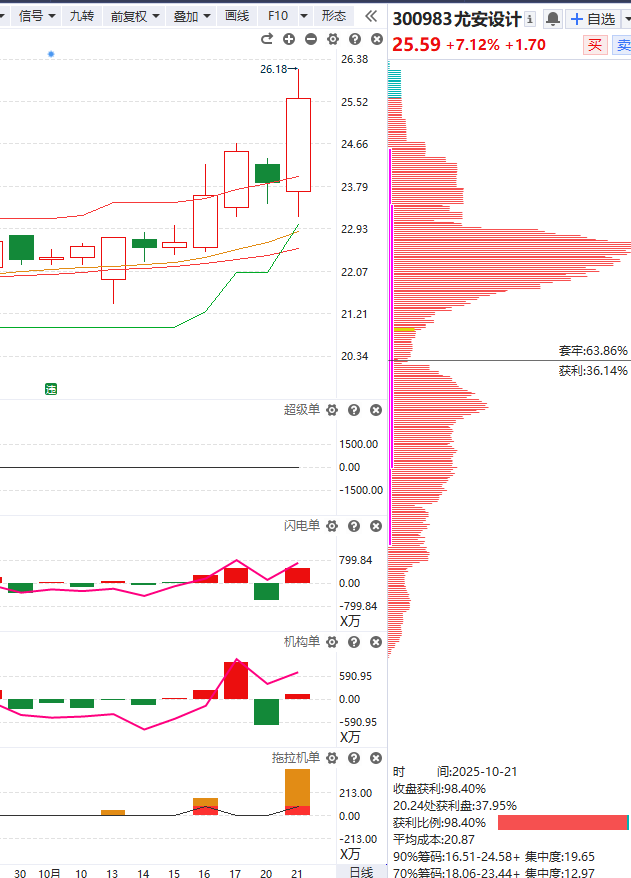 信号 九转 前复权 叠加 画线 F10 形态
300983尤安设计 自选
25.59 +7.12% +1.70 买 卖
26.18→
26.38
25.52
24.66
23.79
22.93
22.07
21.21
20.34
套牢:63.86%
获利:36.14%
超级单
1500.00
0.00
-1500.00
闪电单
799.84
0.00
-799.84
X万
机构单
590.95
0.00
-590.95
X万
拖拉机单
213.00
0.00
-213.00
X万
30 10月 10 13 14 15 16 17 20 21 日线
时 间:2025-10-21
收盘获利:98.40%
20.24处获利盘:37.95%
获利比例:98.40%
平均成本:20.87
90%筹码:16.51-24.58+ 集中度:19.65
70%筹码:18.06-23.44+ 集中度:12.97